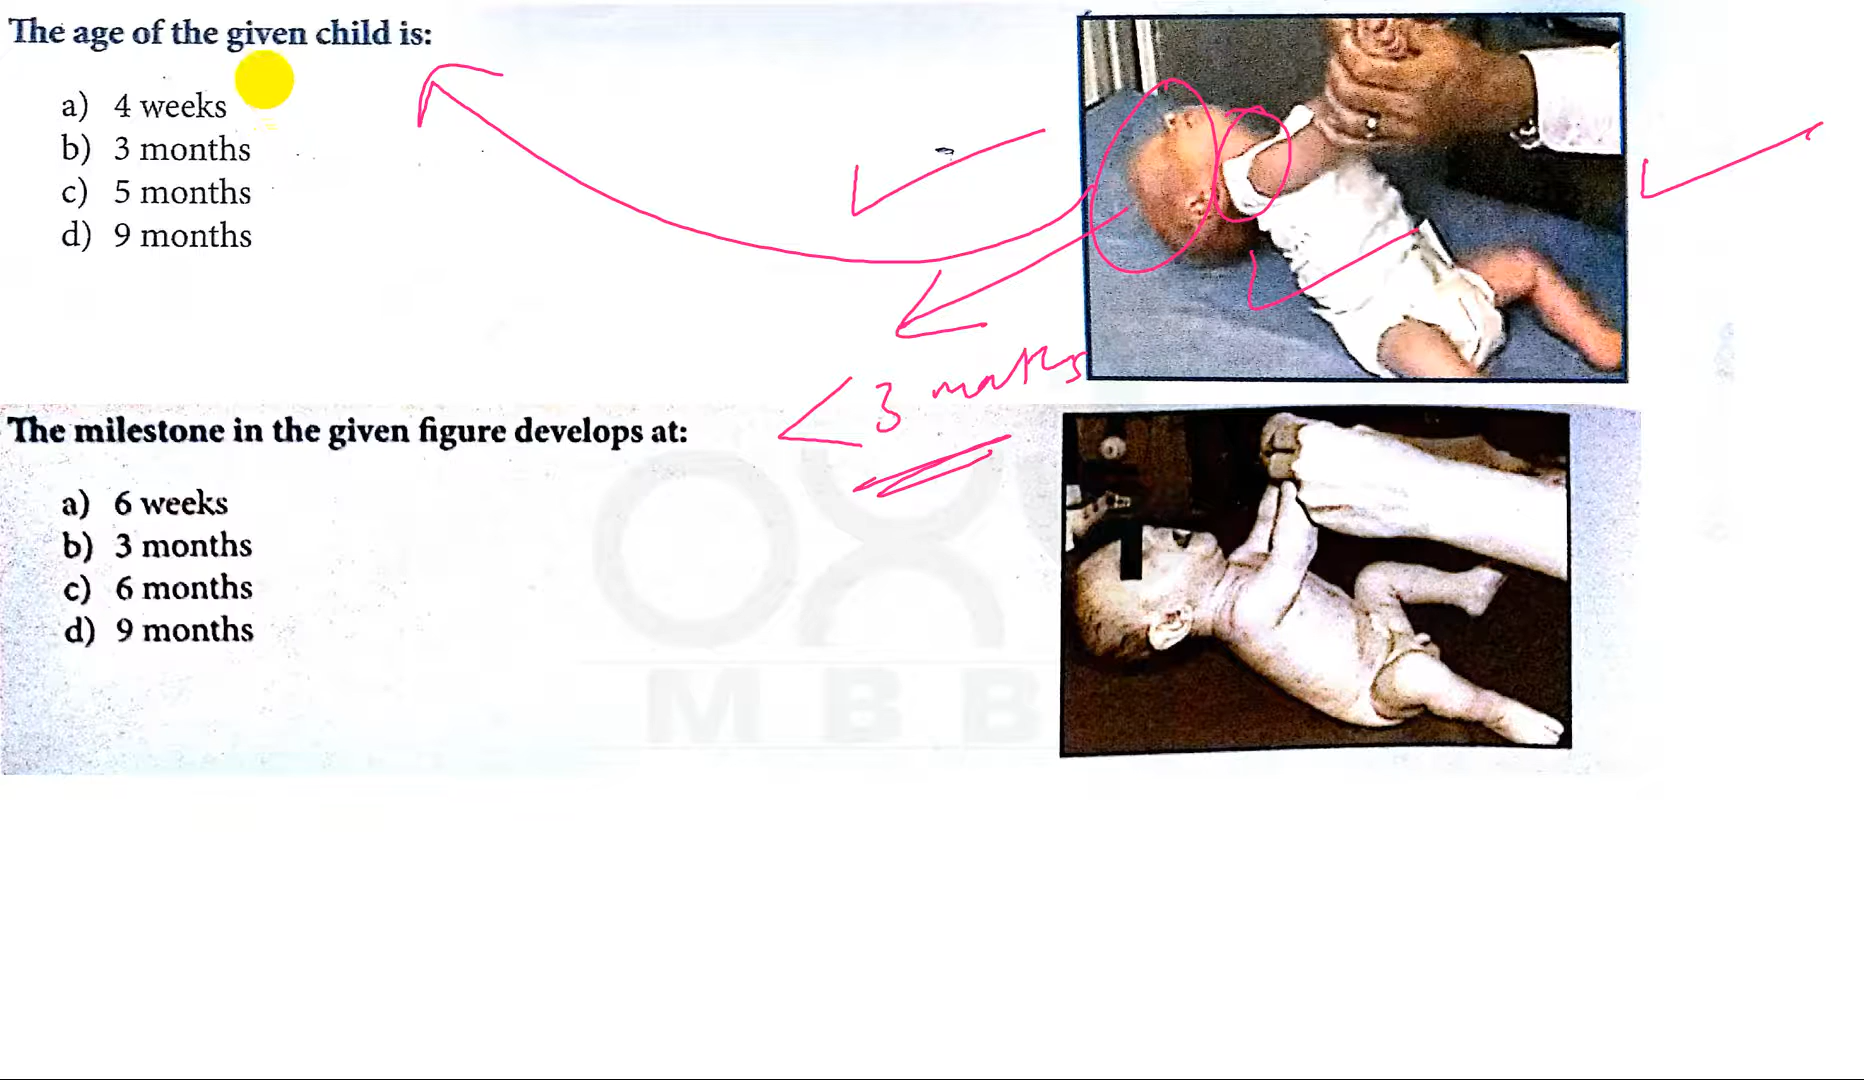 The age of the given child is:
a) 4 weeks
b) 3 months
c) 5 months
d) 9 months
< 3 months
The milestone in the given figure develops at:
a) 6 weeks
b) 3 months
c) 6 months
d) 9 months
MBB